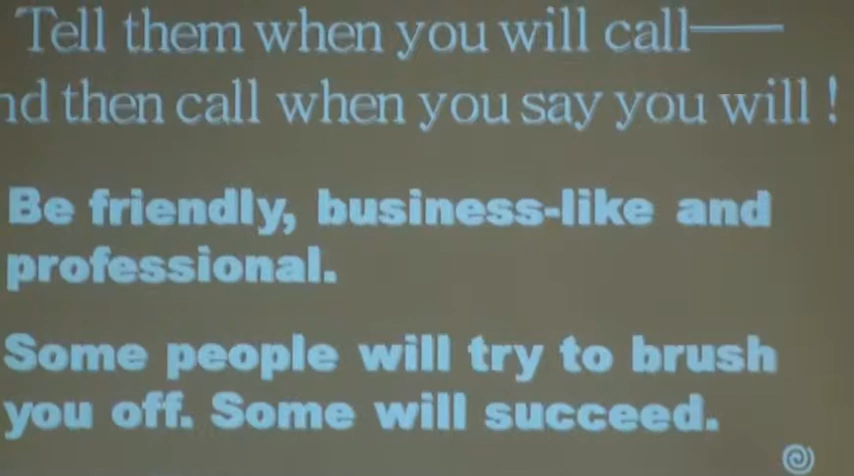 Tell them when you will call—
nd then call when you say you will !
Be friendly, business-like and
professional.
Some people will try to brush
you off. Some will succeed.